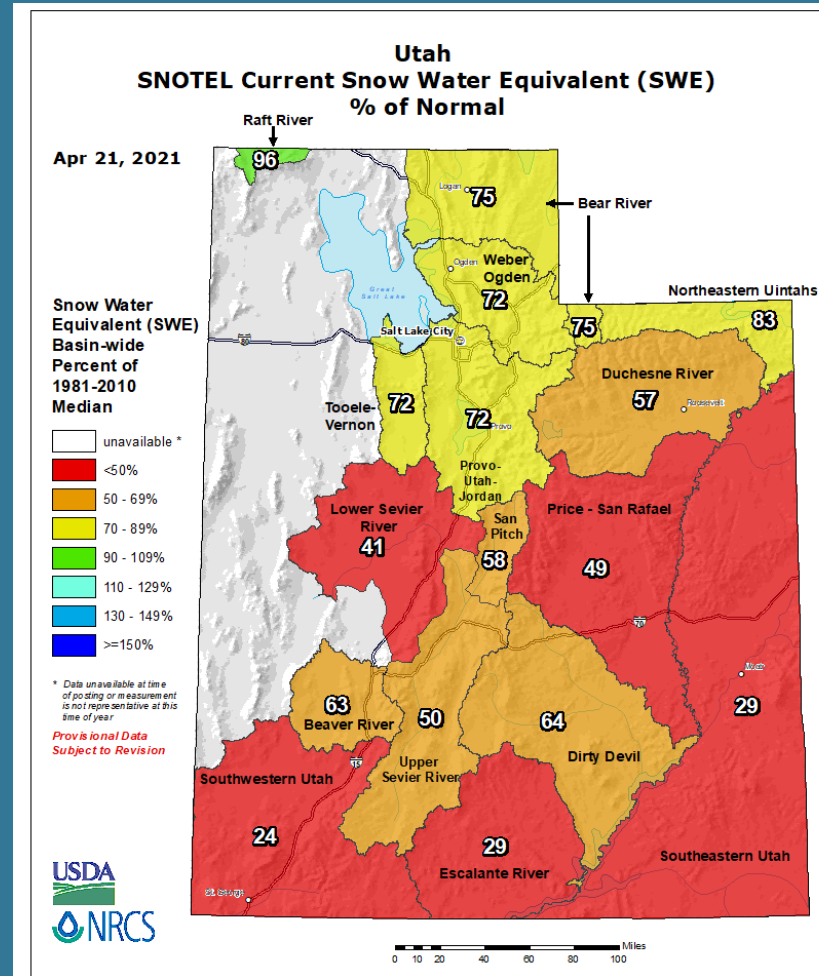 Utah
SNOTEL Current Snow Water Equivalent (SWE)
% of Normal
Raft River
Apr 21, 2021
96
Logan
75
Bear River
Ogden
Weber
Ogden
72
Great
Salt Lake
Northeastern Uintahs
83
75
Snow Water
Equivalent (SWE)
Basin-wide
Percent of
1981-2010
Median
80
Salt Lake City
Duchesne River
57
Roosevelt
Tooele-
Vernon
72
72
Provo
Provo-
Utah-
Jordan
unavailable *
<50%
50 - 69%
70 - 89%
90 - 109%
110 - 129%
130 - 149%
>=150%
Lower Sevier
River
41
San
Pitch
58
Price - San Rafael
49
70
Moab
29
* Data unavailable at time
of posting or measurement
is not representative at this
time of year
Provisional Data
Subject to Revision
63
Beaver River
50
Upper
Sevier River
64
Dirty Devil
15
Southwestern Utah
24
29
Escalante River
Southeastern Utah
St. George
USDA
NRCS
Miles
0 10 20 40 60 80 100